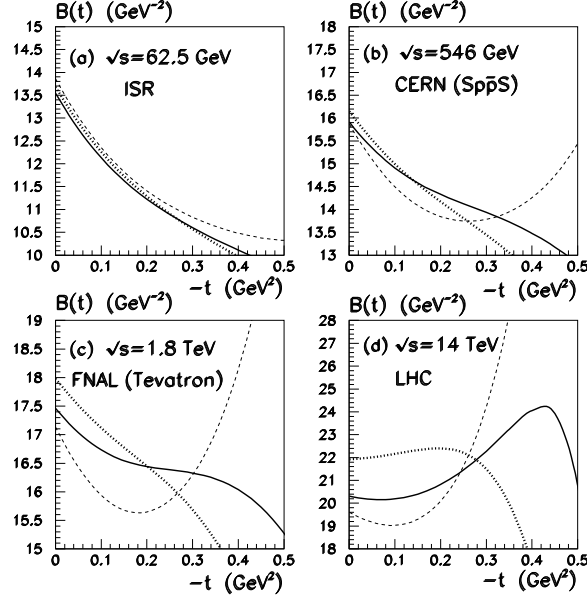 B(t) (GeV⁻²)
(a) √s=62.5 GeV
ISR
15
14.5
14
13.5
13
12.5
12
11.5
11
10.5
10
0 0.1 0.2 0.3 0.4 0.5
-t (GeV²)
B(t) (GeV⁻²)
(b) √s=546 GeV
CERN (Spp̄S)
18
17.5
17
16.5
16
15.5
15
14.5
14
13.5
13
0 0.1 0.2 0.3 0.4 0.5
-t (GeV²)
B(t) (GeV⁻²)
(c) √s=1.8 TeV
FNAL (Tevatron)
19
18.5
18
17.5
17
16.5
16
15.5
15
0 0.1 0.2 0.3 0.4 0.5
-t (GeV²)
B(t) (GeV⁻²)
(d) √s=14 TeV
LHC
28
27
26
25
24
23
22
21
20
19
18
0 0.1 0.2 0.3 0.4 0.5
-t (GeV²)